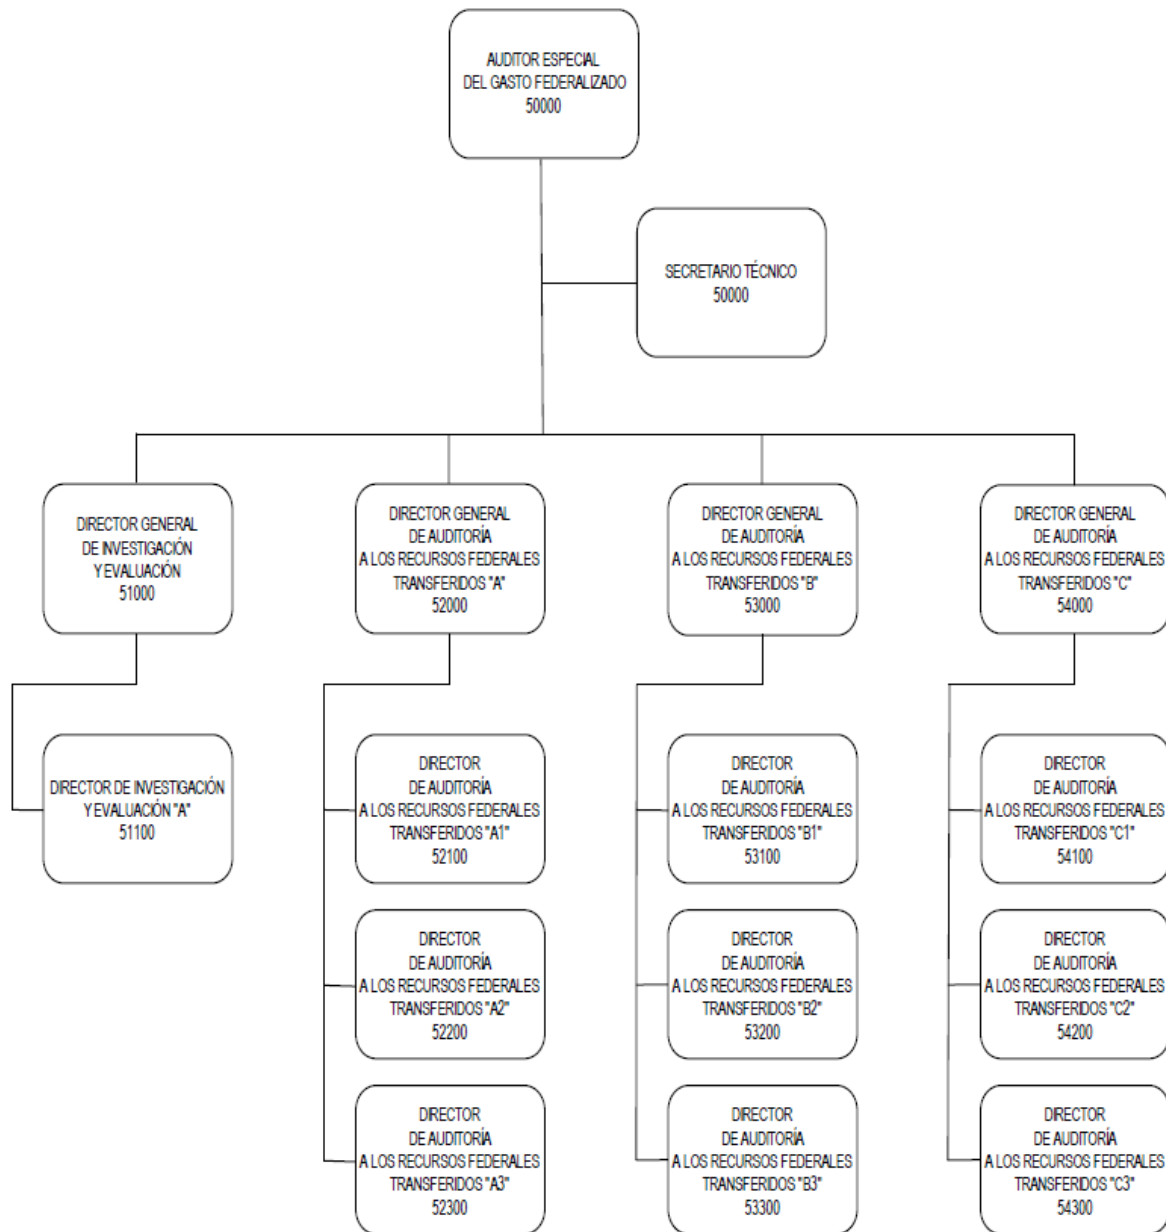 AUDITOR ESPECIAL
DEL GASTO FEDERALIZADO
50000
SECRETARIO TÉCNICO
50000
DIRECTOR GENERAL
DE INVESTIGACIÓN
Y EVALUACIÓN
51000
DIRECTOR GENERAL
DE AUDITORÍA
A LOS RECURSOS FEDERALES
TRANSFERIDOS "A"
52000
DIRECTOR GENERAL
DE AUDITORÍA
A LOS RECURSOS FEDERALES
TRANSFERIDOS "B"
53000
DIRECTOR GENERAL
DE AUDITORÍA
A LOS RECURSOS FEDERALES
TRANSFERIDOS "C"
54000
DIRECTOR DE INVESTIGACIÓN
Y EVALUACIÓN "A"
51100
DIRECTOR
DE AUDITORÍA
A LOS RECURSOS FEDERALES
TRANSFERIDOS "A1"
52100
DIRECTOR
DE AUDITORÍA
A LOS RECURSOS FEDERALES
TRANSFERIDOS "B1"
53100
DIRECTOR
DE AUDITORÍA
A LOS RECURSOS FEDERALES
TRANSFERIDOS "C1"
54100
DIRECTOR
DE AUDITORÍA
A LOS RECURSOS FEDERALES
TRANSFERIDOS "A2"
52200
DIRECTOR
DE AUDITORÍA
A LOS RECURSOS FEDERALES
TRANSFERIDOS "B2"
53200
DIRECTOR
DE AUDITORÍA
A LOS RECURSOS FEDERALES
TRANSFERIDOS "C2"
54200
DIRECTOR
DE AUDITORÍA
A LOS RECURSOS FEDERALES
TRANSFERIDOS "A3"
52300
DIRECTOR
DE AUDITORÍA
A LOS RECURSOS FEDERALES
TRANSFERIDOS "B3"
53300
DIRECTOR
DE AUDITORÍA
A LOS RECURSOS FEDERALES
TRANSFERIDOS "C3"
54300